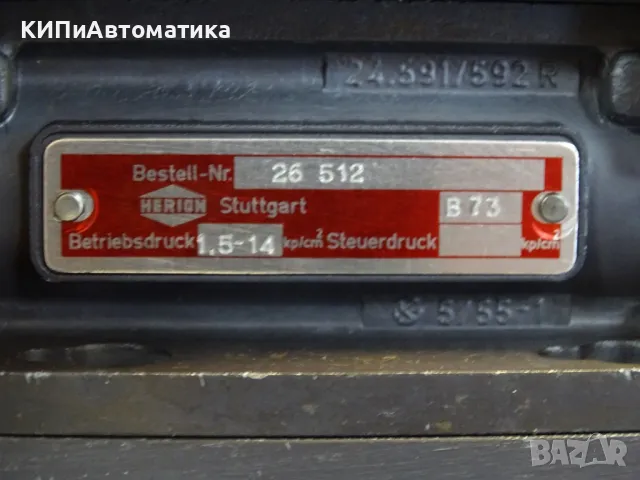 КИПиАвтоматика
24.591/592 R
Bestell-Nr. 26 512
HERION Stuttgart B 73
Betriebsdruck 1,5-14 kp/cm² Steuerdruck kp/cm²
5/55-1
BAZAR